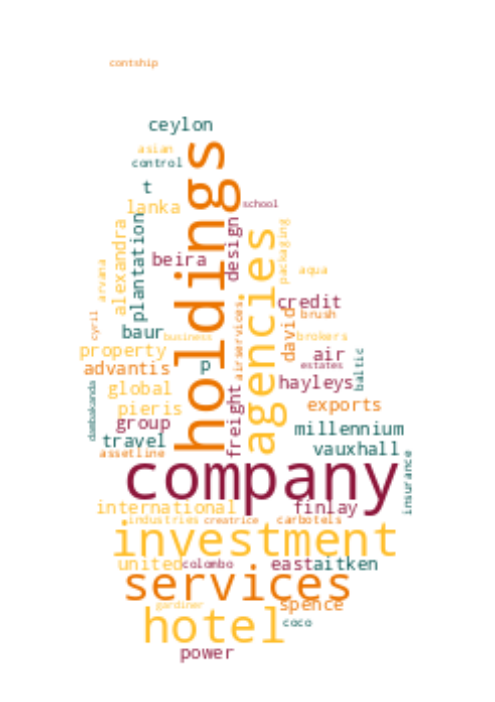 contship
ceylon
asian
control
holdings
t
lanka
school
plantation
alexandra
design
agencies
packaging
beira
arvana
aqua
credit
cyril
airservices
david
brush
baur
business
brokers
property
p
air
baltic
advantis
estates
global
hayleys
dambakanda
freight
pieris
exports
group
millennium
travel
vauxhall
assetline
insurance
company
international
finlay
industries
creatrice
carbotels
investment
united
colombo
east
aitken
services
gardiner
spence
hotel
coco
power